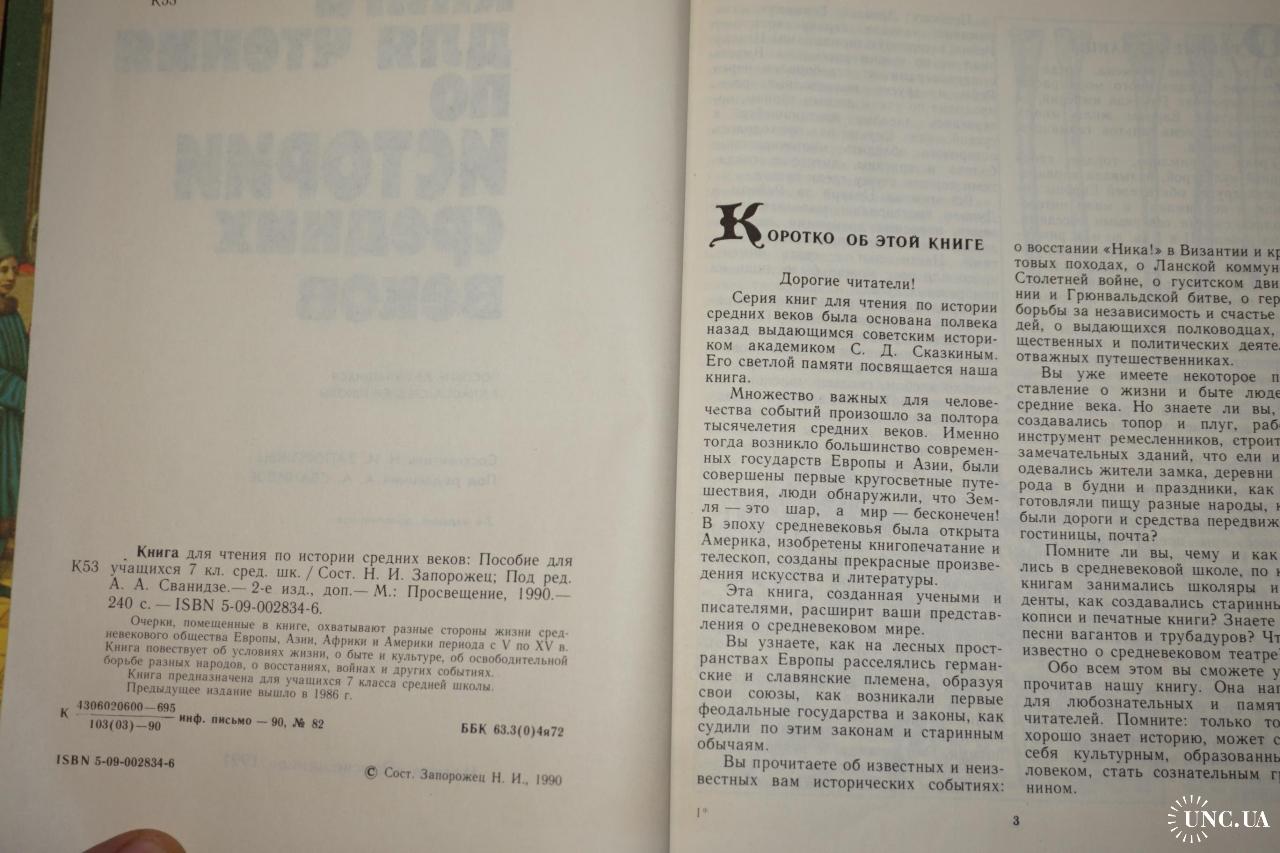 К53
Книга для чтения по истории средних веков: Пособие для
К53 учащихся 7 кл. сред. шк. / Сост. Н. И. Запорожец; Под ред.
А. А. Сванидзе.— 2-е изд., доп.— М.: Просвещение, 1990.—
240 с. — ISBN 5-09-002834-6.
Очерки, помещенные в книге, охватывают разные стороны жизни сред-
невекового общества Европы, Азии, Африки и Америки периода с V по XV в.
Книга повествует об условиях жизни, о быте и культуре, об освободительной
борьбе разных народов, о восстаниях, войнах и других событиях.
Книга предназначена для учащихся 7 класса средней школы.
Предыдущее издание вышло в 1986 г.
К 4306020600—695
103(03)—90 инф. письмо — 90, № 82
ББК 63.3(0)4я72
ISBN 5-09-002834-6
© Сост. Запорожец Н. И., 1990
Коротко об этой книге
Дорогие читатели!
Серия книг для чтения по истории
средних веков была основана полвека
назад выдающимся советским истори-
ком академиком С. Д. Сказкиным.
Его светлой памяти посвящается наша
книга.
Множество важных для челове-
чества событий произошло за полтора
тысячелетия средних веков. Именно
тогда возникло большинство современ-
ных государств Европы и Азии, были
совершены первые кругосветные путе-
шествия, люди обнаружили, что Зем-
ля — это шар, а мир — бесконечен!
В эпоху средневековья была открыта
Америка, изобретены книгопечатание и
телескоп, созданы прекрасные произве-
дения искусства и литературы.
Эта книга, созданная учеными и
писателями, расширит ваши представ-
ления о средневековом мире.
Вы узнаете, как на лесных прост-
ранствах Европы расселялись герман-
ские и славянские племена, образуя
свои союзы, как возникали первые
феодальные государства и законы, как
судили по этим законам и старинным
обычаям.
Вы прочитаете об известных и неиз-
вестных вам исторических событиях:
1*
о восстании «Ника!» в Византии и кр
товых походах, о Ланской коммун
Столетней войне, о гуситском дви
нии и Грюнвальдской битве, о гер
борьбы за независимость и счастье
дей, о выдающихся полководцах,
щественных и политических деятел
отважных путешественниках.
Вы уже имеете некоторое п
ставление о жизни и быте люде
средние века. Но знаете ли вы,
создавались топор и плуг, раб
инструмент ремесленников, строит
замечательных зданий, что ели и
одевались жители замка, деревни
рода в будни и праздники, как
готовляли пищу разные народы, к
были дороги и средства передвиж
гостиницы, почта?
Помните ли вы, чему и как
лись в средневековой школе, по к
книгам занимались школяры и
денты, как создавались старинн
кописи и печатные книги? Знаете
песни вагантов и трубадуров? Чт
известно о средневековом театре?
Обо всем этом вы сможете у
прочитав нашу книгу. Она нап
для любознательных и памят
читателей. Помните: только то
хорошо знает историю, может с
себя культурным, образованны
ловеком, стать сознательным гр
нином.
3
UNC.UA